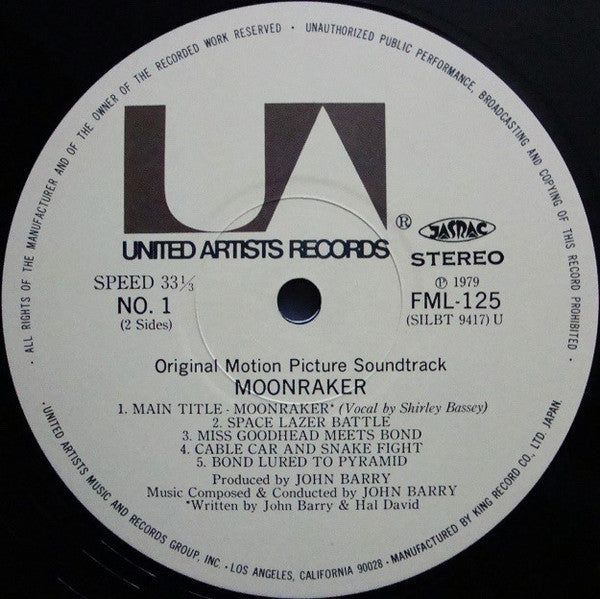 · ALL RIGHTS OF THE MANUFACTURER AND OF THE OWNER OF THE RECORDED WORK RESERVED · UNAUTHORIZED PUBLIC PERFORMANCE, BROADCASTING AND COPYING OF THIS RECORD PROHIBITED ·
UA
®
UNITED ARTISTS RECORDS
JASRAC
STEREO
SPEED 33⅓
NO. 1
(2 Sides)
℗ 1979
FML-125
(SILBT 9417) U
Original Motion Picture Soundtrack
MOONRAKER
1. MAIN TITLE - MOONRAKER* (Vocal by Shirley Bassey)
2. SPACE LAZER BATTLE
3. MISS GOODHEAD MEETS BOND
4. CABLE CAR AND SNAKE FIGHT
5. BOND LURED TO PYRAMID
Produced by JOHN BARRY
Music Composed & Conducted by JOHN BARRY
*Written by John Barry & Hal David
· UNITED ARTISTS MUSIC AND RECORDS GROUP, INC. · LOS ANGELES, CALIFORNIA 90028 · MANUFACTURED BY KING RECORD CO., LTD. JAPAN.